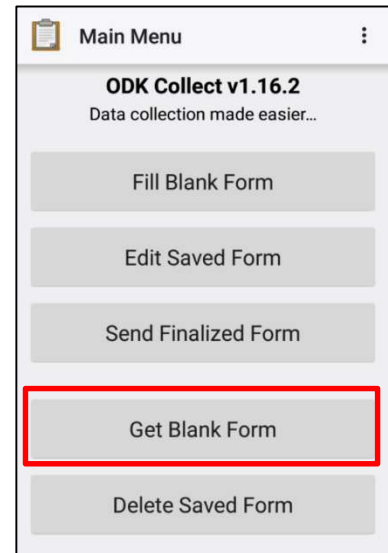 Main Menu
ODK Collect v1.16.2
Data collection made easier...
Fill Blank Form
Edit Saved Form
Send Finalized Form
Get Blank Form
Delete Saved Form